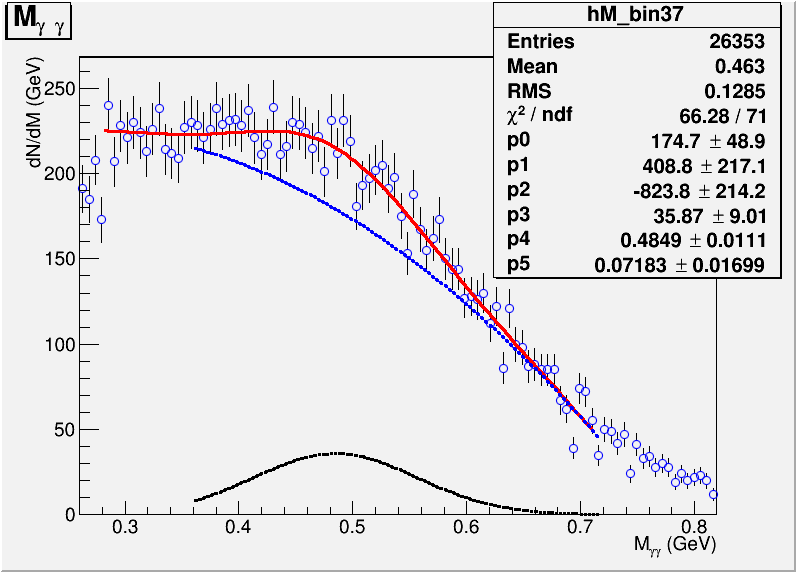 M γ γ
hM_bin37
Entries 26353
Mean 0.463
RMS 0.1285
χ² / ndf 66.28 / 71
p0 174.7 ± 48.9
p1 408.8 ± 217.1
p2 -823.8 ± 214.2
p3 35.87 ± 9.01
p4 0.4849 ± 0.0111
p5 0.07183 ± 0.01699
dN/dM (GeV)
250
200
150
100
50
0
0.3 0.4 0.5 0.6 0.7 0.8
M γγ (GeV)